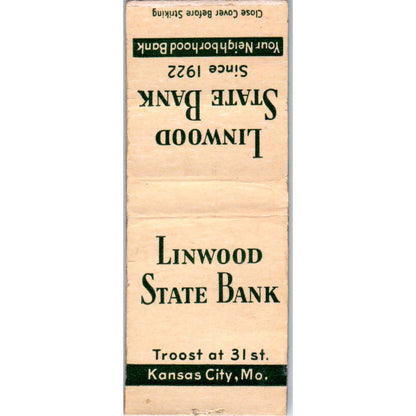 Close Cover Before Striking
Your Neighborhood Bank
Since 1922
LINWOOD
STATE BANK
LINWOOD
STATE BANK
Troost at 31st.
Kansas City, Mo.